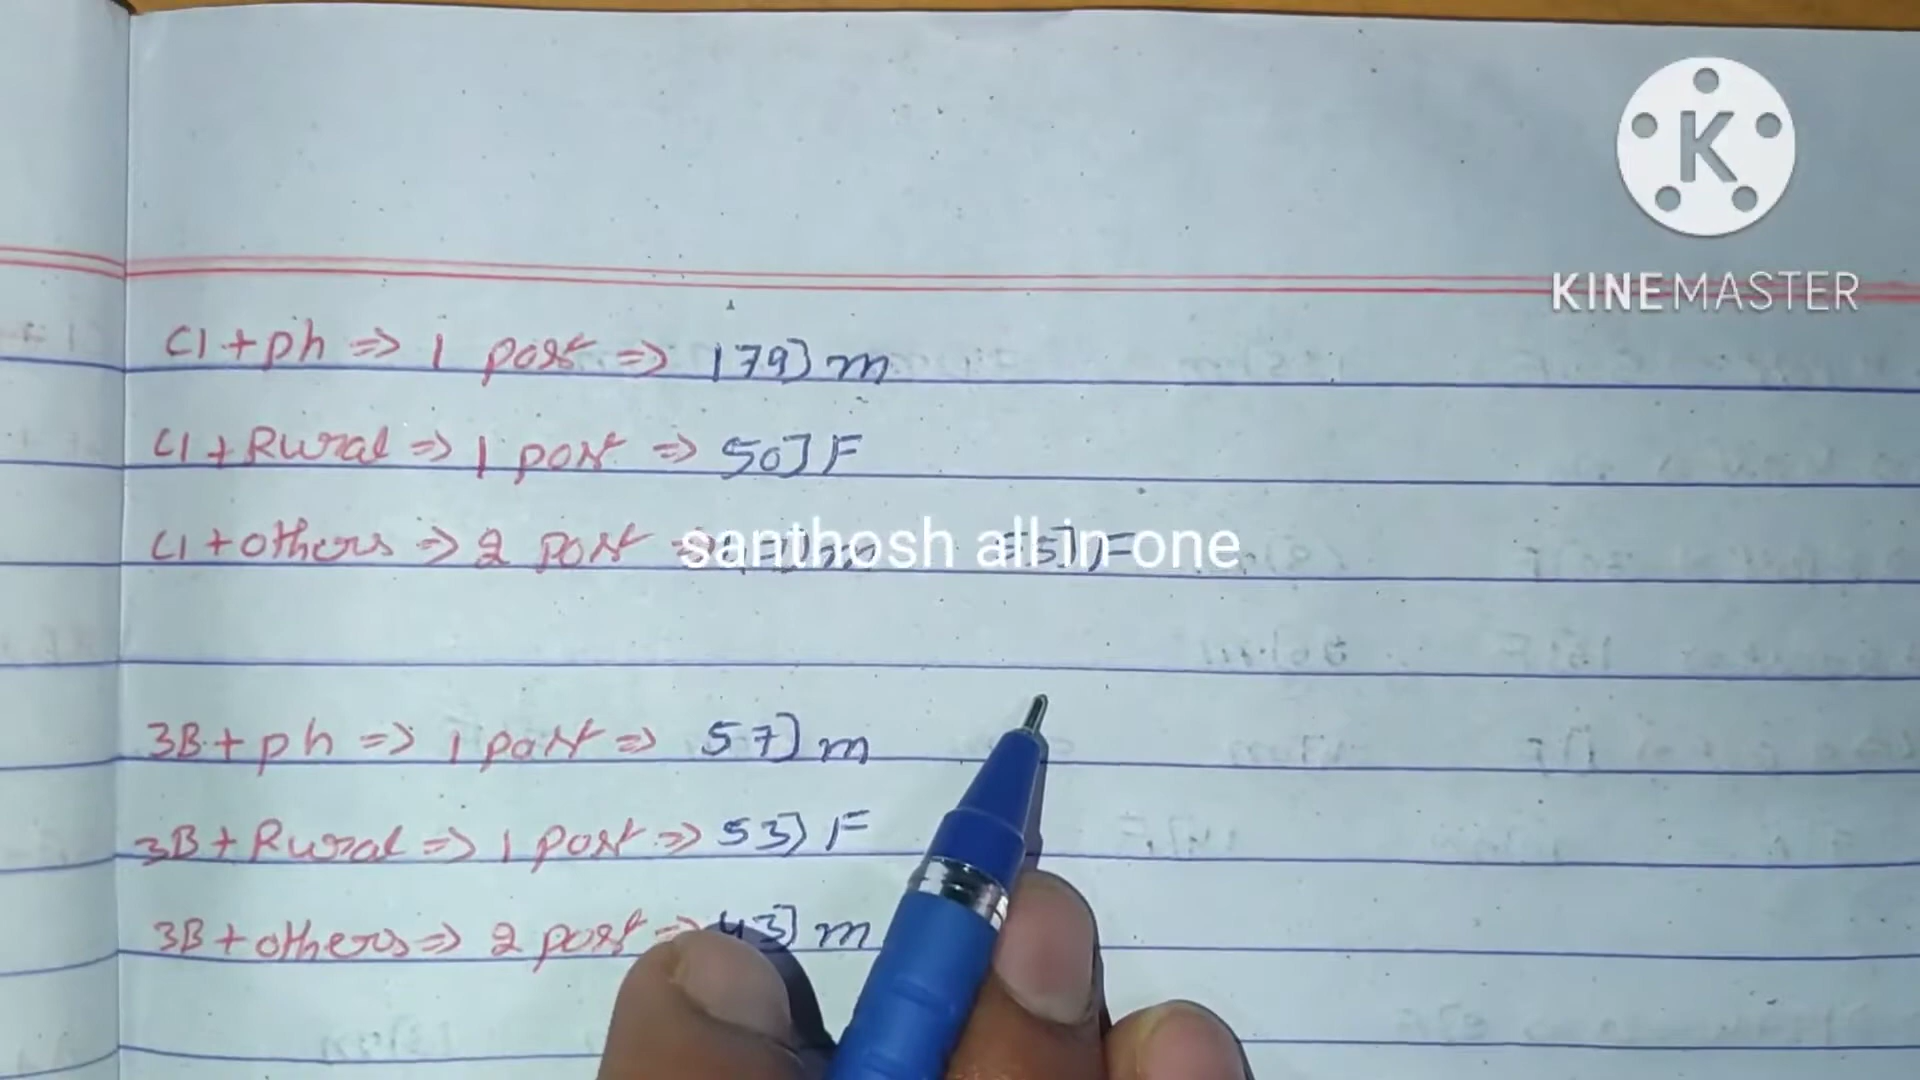 K
KINEMASTER
C1+ph => 1 post => 179) m
C1+Rural => 1 post => 50] F
C1+others => 2 post =>
santhosh all in one
3B+ph => 1 post => 57) m
3B+Rural => 1 post => 53) F
3B+others => 2 post => 43] m